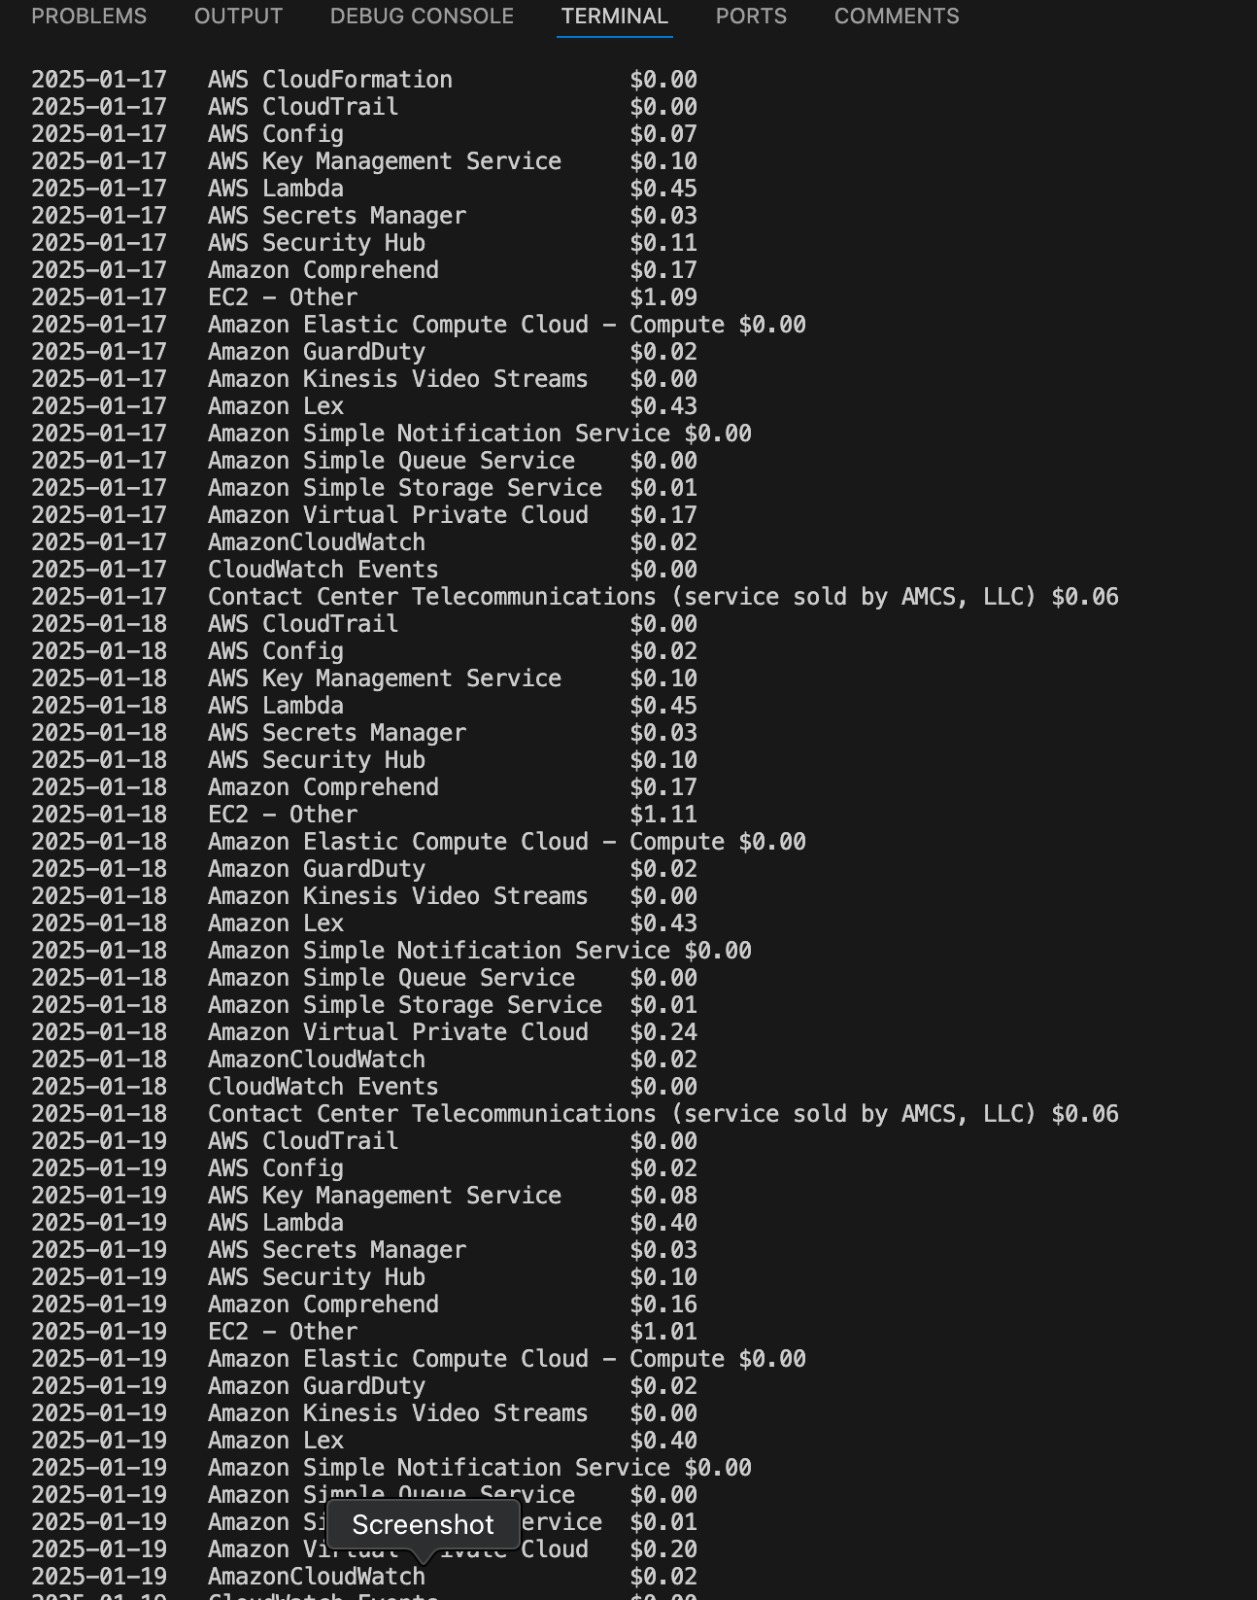 PROBLEMS OUTPUT DEBUG CONSOLE TERMINAL PORTS COMMENTS
2025-01-17 AWS CloudFormation $0.00
2025-01-17 AWS CloudTrail $0.00
2025-01-17 AWS Config $0.07
2025-01-17 AWS Key Management Service $0.10
2025-01-17 AWS Lambda $0.45
2025-01-17 AWS Secrets Manager $0.03
2025-01-17 AWS Security Hub $0.11
2025-01-17 Amazon Comprehend $0.17
2025-01-17 EC2 - Other $1.09
2025-01-17 Amazon Elastic Compute Cloud - Compute $0.00
2025-01-17 Amazon GuardDuty $0.02
2025-01-17 Amazon Kinesis Video Streams $0.00
2025-01-17 Amazon Lex $0.43
2025-01-17 Amazon Simple Notification Service $0.00
2025-01-17 Amazon Simple Queue Service $0.00
2025-01-17 Amazon Simple Storage Service $0.01
2025-01-17 Amazon Virtual Private Cloud $0.17
2025-01-17 AmazonCloudWatch $0.02
2025-01-17 CloudWatch Events $0.00
2025-01-17 Contact Center Telecommunications (service sold by AMCS, LLC) $0.06
2025-01-18 AWS CloudTrail $0.00
2025-01-18 AWS Config $0.02
2025-01-18 AWS Key Management Service $0.10
2025-01-18 AWS Lambda $0.45
2025-01-18 AWS Secrets Manager $0.03
2025-01-18 AWS Security Hub $0.10
2025-01-18 Amazon Comprehend $0.17
2025-01-18 EC2 - Other $1.11
2025-01-18 Amazon Elastic Compute Cloud - Compute $0.00
2025-01-18 Amazon GuardDuty $0.02
2025-01-18 Amazon Kinesis Video Streams $0.00
2025-01-18 Amazon Lex $0.43
2025-01-18 Amazon Simple Notification Service $0.00
2025-01-18 Amazon Simple Queue Service $0.00
2025-01-18 Amazon Simple Storage Service $0.01
2025-01-18 Amazon Virtual Private Cloud $0.24
2025-01-18 AmazonCloudWatch $0.02
2025-01-18 CloudWatch Events $0.00
2025-01-18 Contact Center Telecommunications (service sold by AMCS, LLC) $0.06
2025-01-19 AWS CloudTrail $0.00
2025-01-19 AWS Config $0.02
2025-01-19 AWS Key Management Service $0.08
2025-01-19 AWS Lambda $0.40
2025-01-19 AWS Secrets Manager $0.03
2025-01-19 AWS Security Hub $0.10
2025-01-19 Amazon Comprehend $0.16
2025-01-19 EC2 - Other $1.01
2025-01-19 Amazon Elastic Compute Cloud - Compute $0.00
2025-01-19 Amazon GuardDuty $0.02
2025-01-19 Amazon Kinesis Video Streams $0.00
2025-01-19 Amazon Lex $0.40
2025-01-19 Amazon Simple Notification Service $0.00
2025-01-19 Amazon Simple Queue Service $0.00
2025-01-19 Amazon $0.01
Screenshot
2025-01-19 Amazon Virtual Private Cloud $0.20
2025-01-19 AmazonCloudWatch $0.02
2025-01-19 CloudWatch Events $0.00